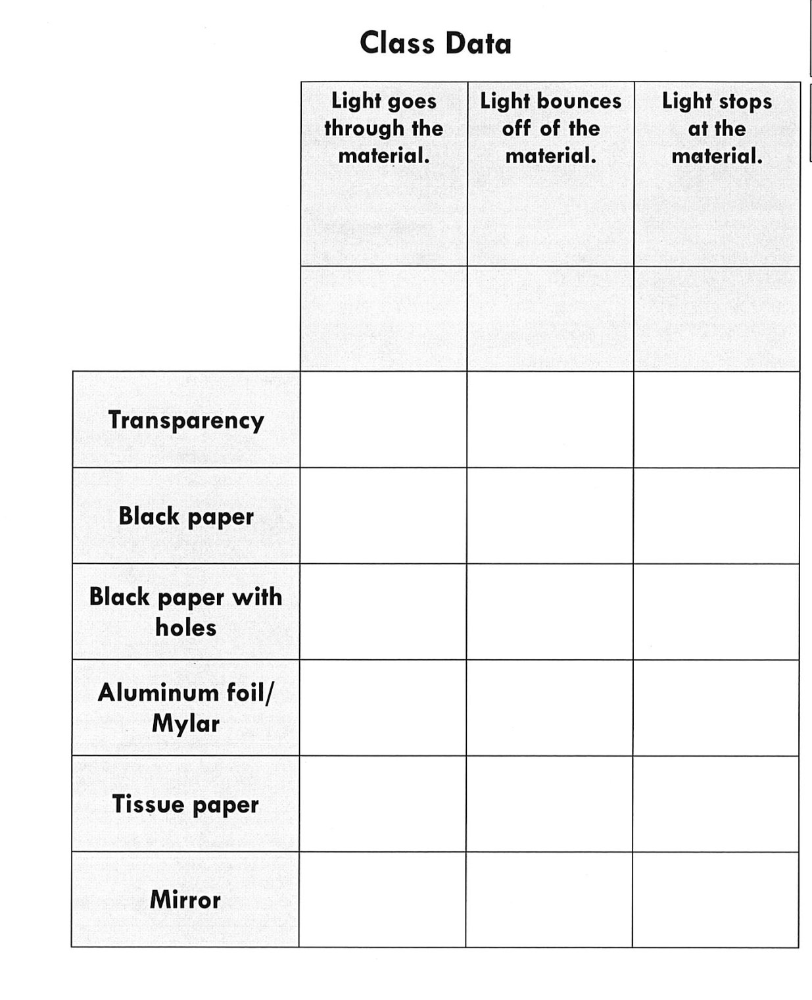 Class Data
Light goes
through the
material.
Light bounces
off of the
material.
Light stops
at the
material.
Transparency
Black paper
Black paper with
holes
Aluminum foil/
Mylar
Tissue paper
Mirror